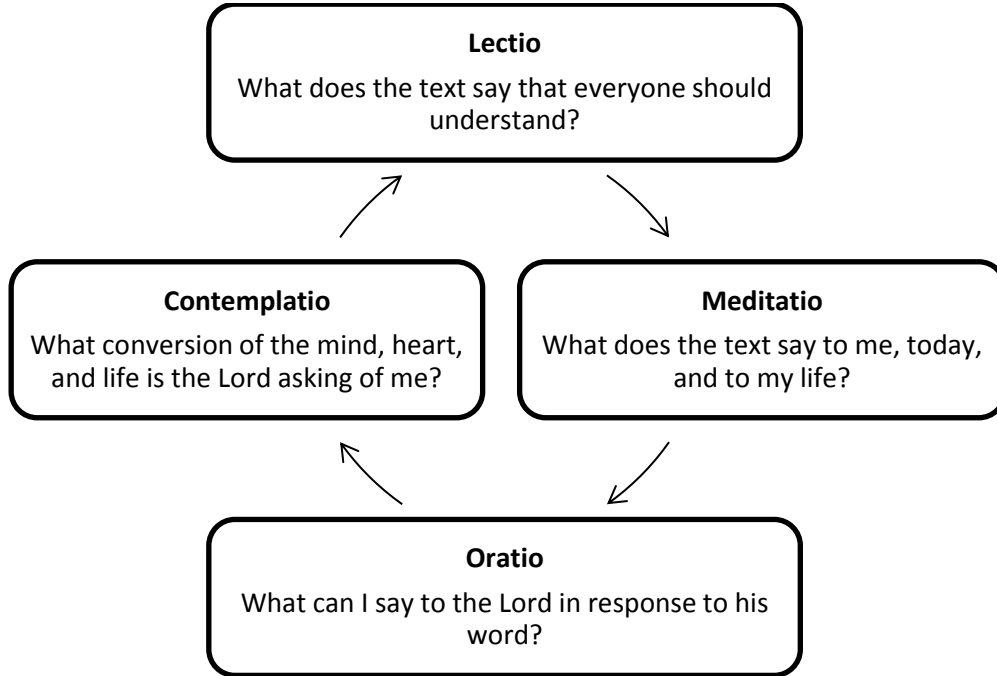 Lectio
What does the text say that everyone should
understand?
Contemplatio
What conversion of the mind, heart,
and life is the Lord asking of me?
Meditatio
What does the text say to me, today,
and to my life?
Oratio
What can I say to the Lord in response to his
word?